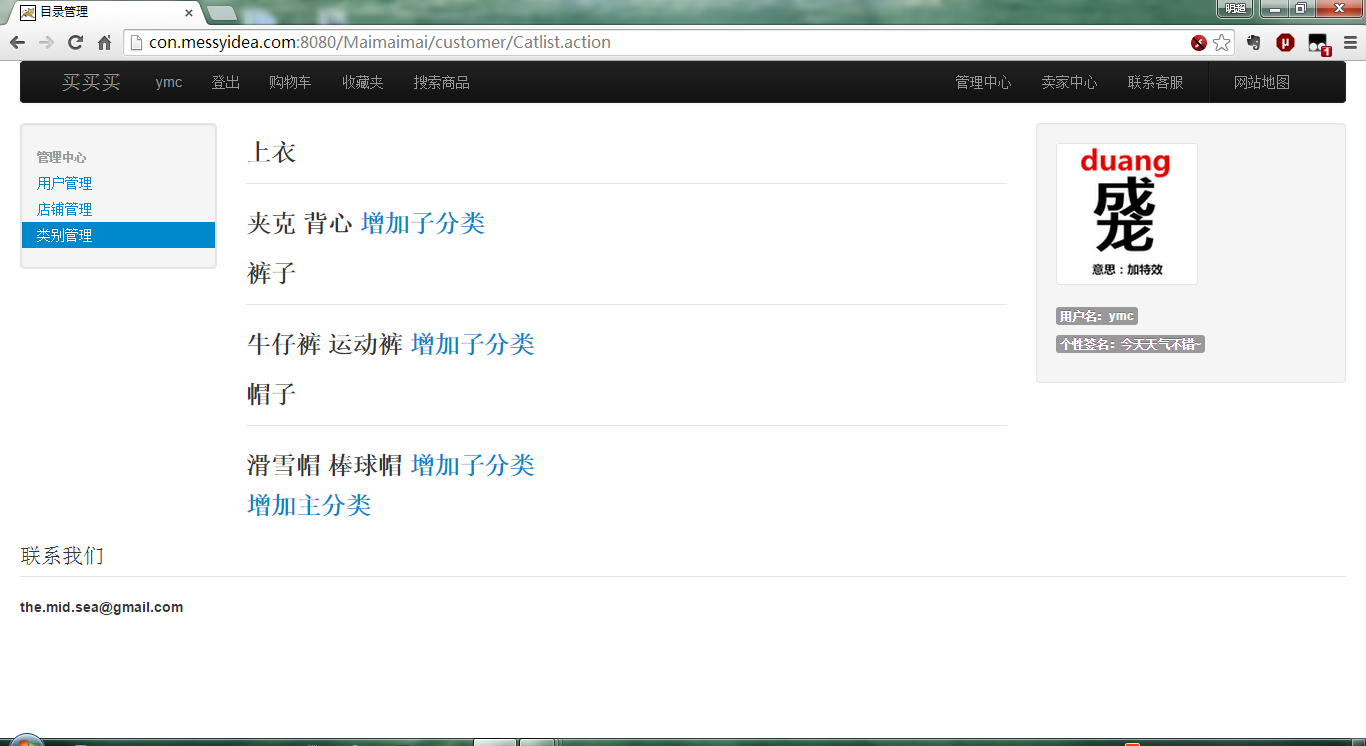 目录管理
明超
con.messyidea.com:8080/Maimaimai/customer/Catlist.action
1
买买买 ymc 登出 购物车 收藏夹 搜索商品 管理中心 卖家中心 联系客服 网站地图
管理中心
用户管理
店铺管理
类别管理
上衣
夹克 背心 增加子分类
裤子
牛仔裤 运动裤 增加子分类
帽子
滑雪帽 棒球帽 增加子分类
增加主分类
duang
成
龙
意思：加特效
用户名：ymc
个性签名：今天天气不错~
联系我们
the.mid.sea@gmail.com